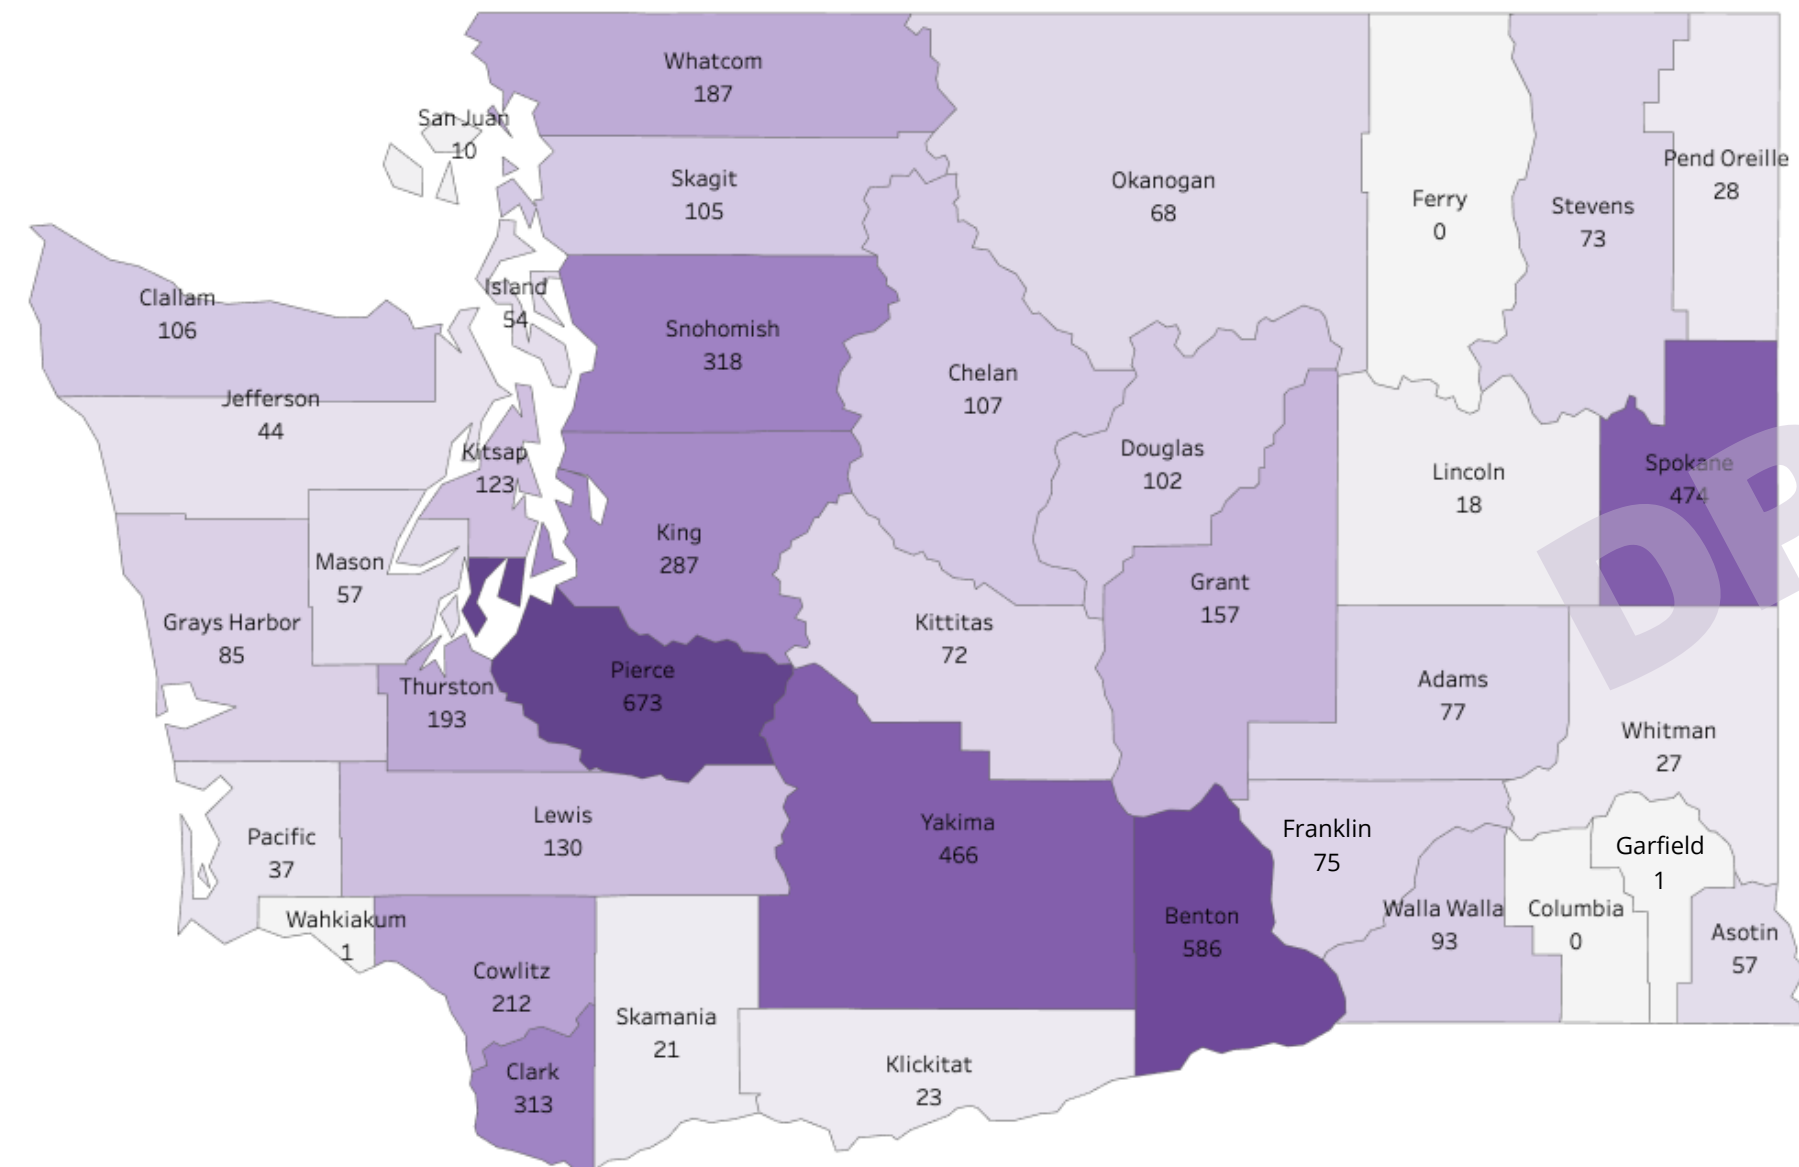 Whatcom
187
San Juan
10
Skagit
105
Okanogan
68
Ferry
0
Stevens
73
Pend Oreille
28
Clallam
106
Island
54
Snohomish
318
Jefferson
44
Chelan
107
Kitsap
123
Douglas
102
Lincoln
18
Spokane
474
King
287
Mason
57
Grant
157
Grays Harbor
85
Kittitas
72
Thurston
193
Pierce
673
Adams
77
Whitman
27
Lewis
130
Yakima
466
Franklin
75
Garfield
1
Pacific
37
Wahkiakum
1
Benton
586
Walla Walla
93
Columbia
0
Asotin
57
Cowlitz
212
Skamania
21
Klickitat
23
Clark
313